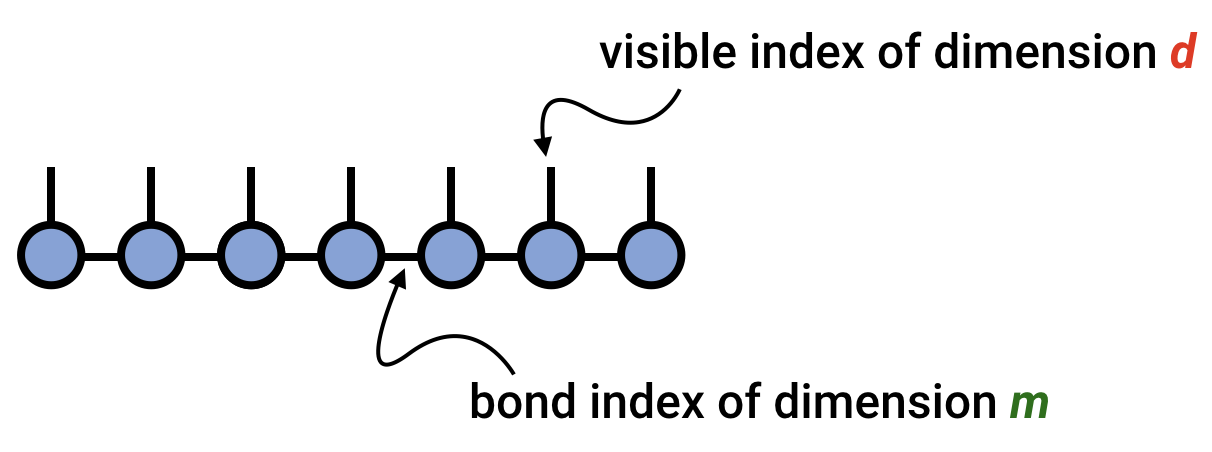 visible index of dimension d
bond index of dimension m